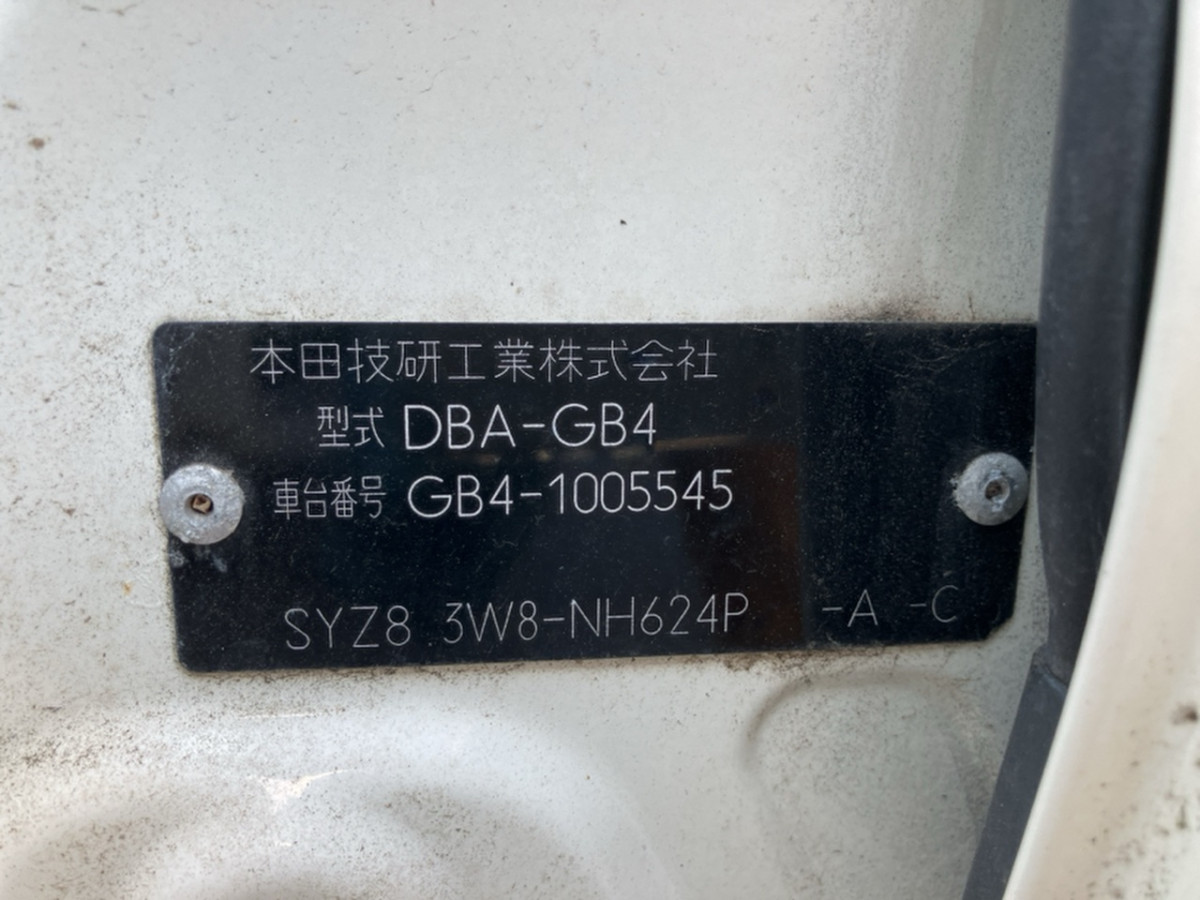 本田技研工業株式会社
型式 DBA-GB4
車台番号 GB4-1005545
SYZ8 3W8-NH624P -A -C